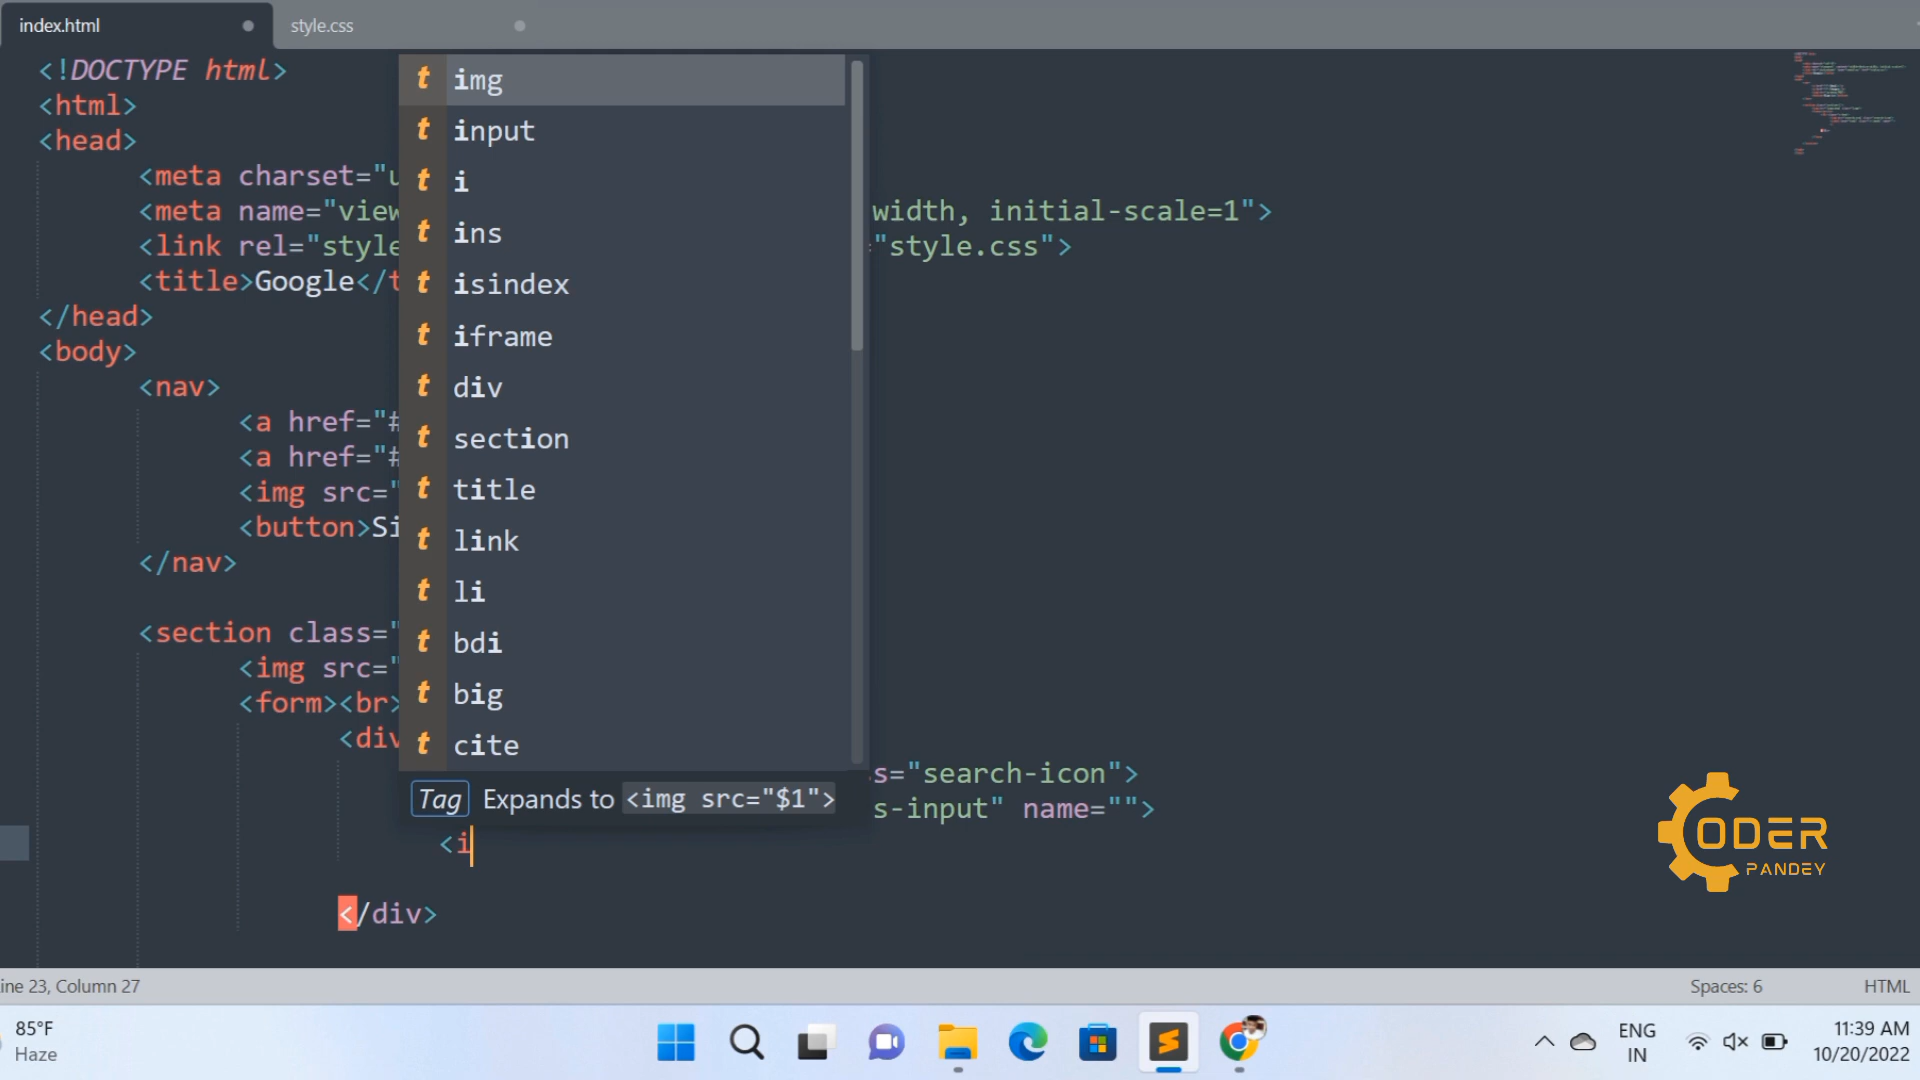 index.html
style.css
<!DOCTYPE html>
<html>
<head>
<meta charset="u
<meta name="view
width, initial-scale=1">
<link rel="style
="style.css">
<title>Google</t
</head>
<body>
<nav>
<a href="#
<a href="#
<img src="
<button>Si
</nav>
<section class="
<img src="
<form><br>
<div
s="search-icon">
s-input" name="">
<i
</div>
img
input
i
ins
isindex
iframe
div
section
title
link
li
bdi
big
cite
Tag Expands to <img src="$1">
ODER
PANDEY
ine 23, Column 27
Spaces: 6
HTML
85°F
Haze
ENG
IN
11:39 AM
10/20/2022